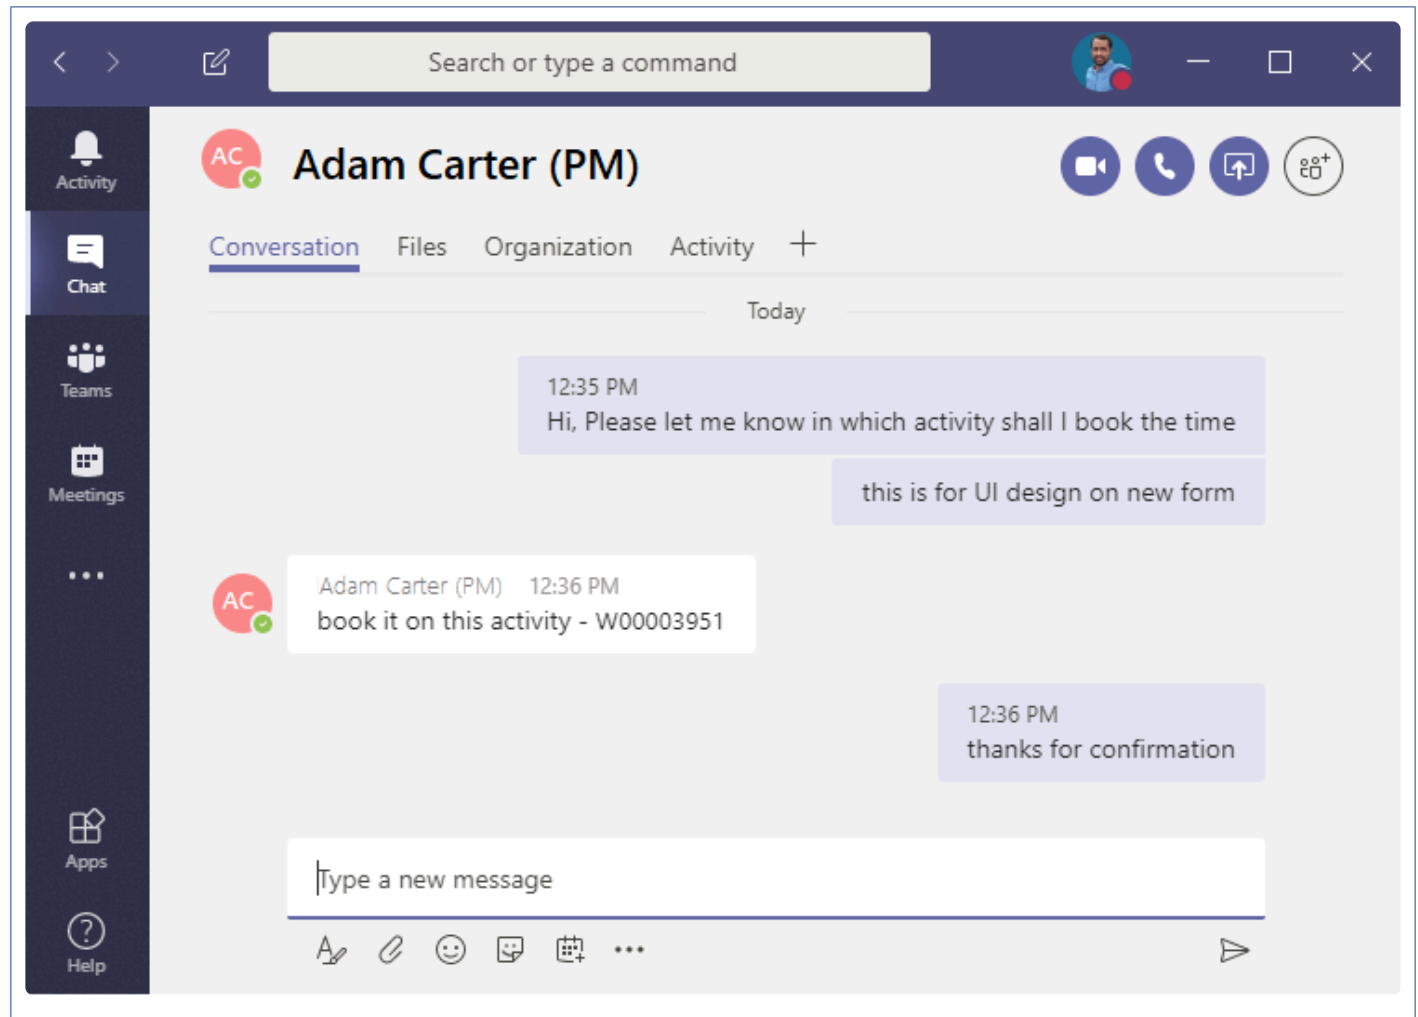 Search or type a command
Activity
Chat
Teams
Meetings
Apps
Help
AC
Adam Carter (PM)
Conversation Files Organization Activity
Today
12:35 PM
Hi, Please let me know in which activity shall I book the time
this is for UI design on new form
AC
Adam Carter (PM) 12:36 PM
book it on this activity - W00003951
12:36 PM
thanks for confirmation
Type a new message